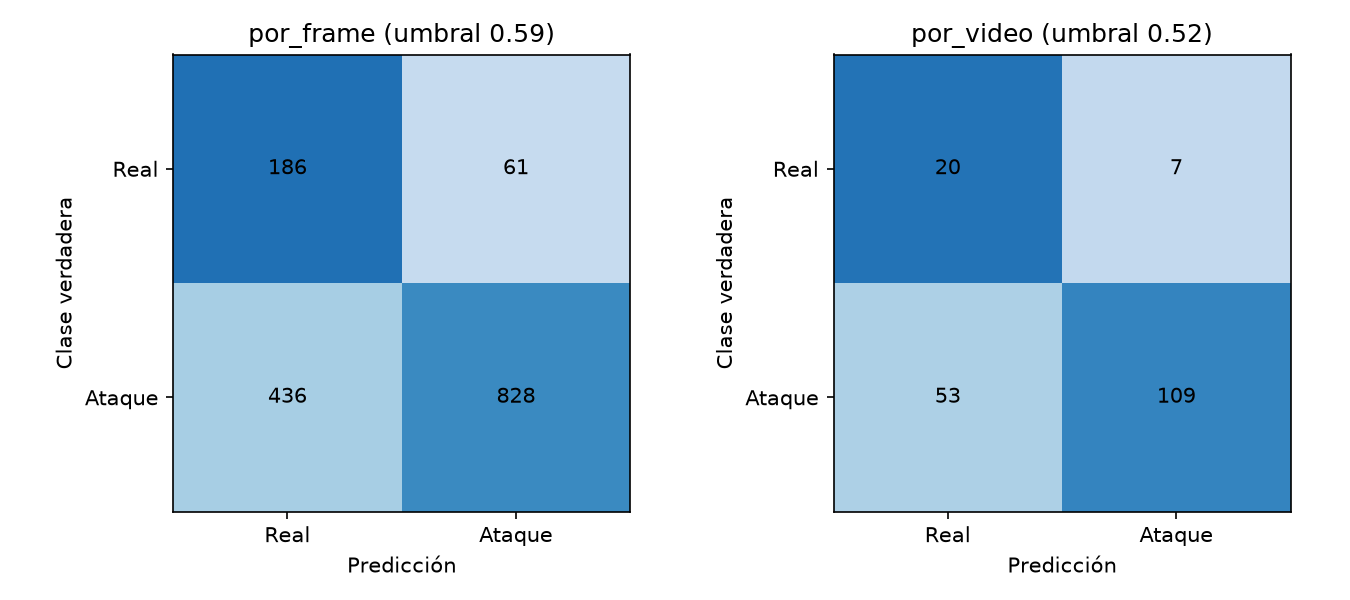 por_frame (umbral 0.59)
Clase verdadera
Real
186
61
Ataque
436
828
Real
Ataque
Predicción
por_video (umbral 0.52)
Clase verdadera
Real
20
7
Ataque
53
109
Real
Ataque
Predicción